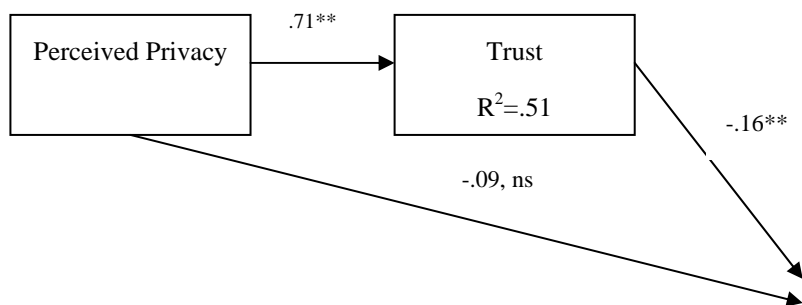 .71**
Perceived Privacy
Trust
R²=.51
-.16**
-.09, ns